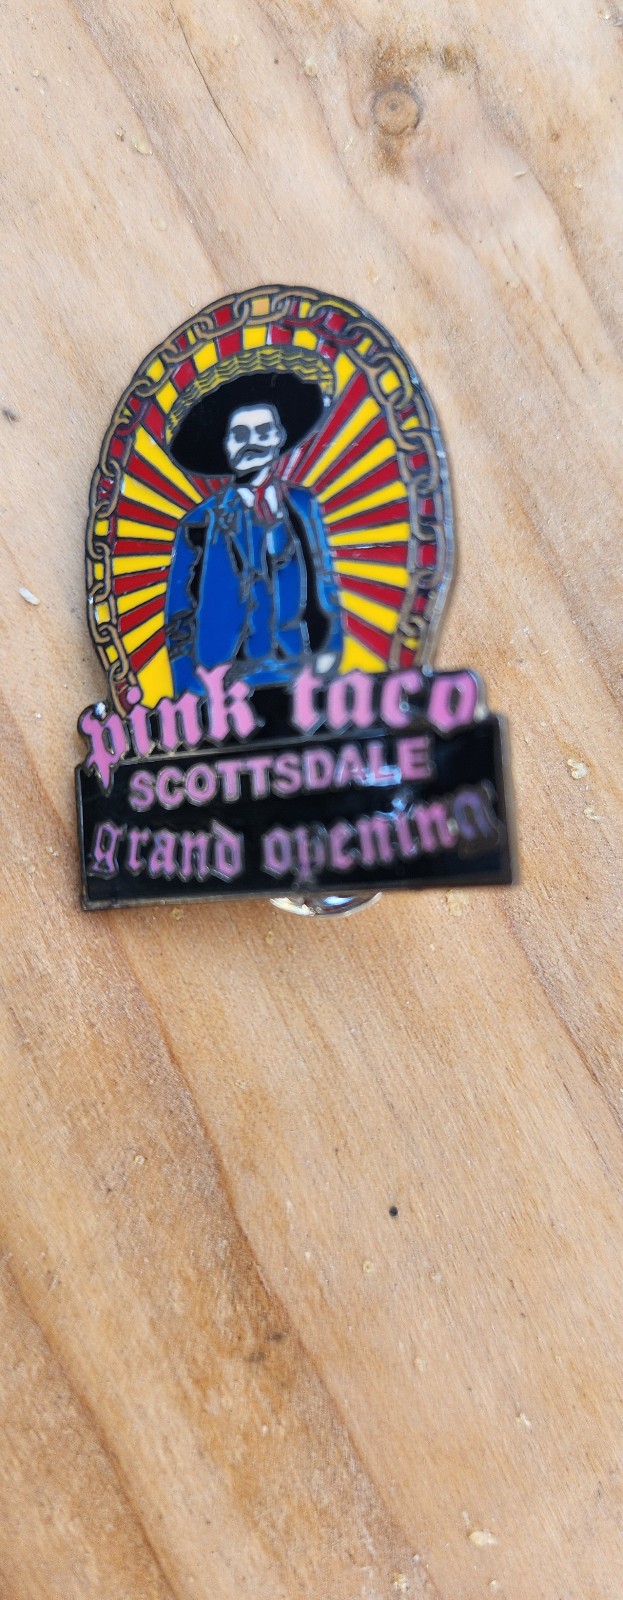 pink taco
SCOTTSDALE
grand opening